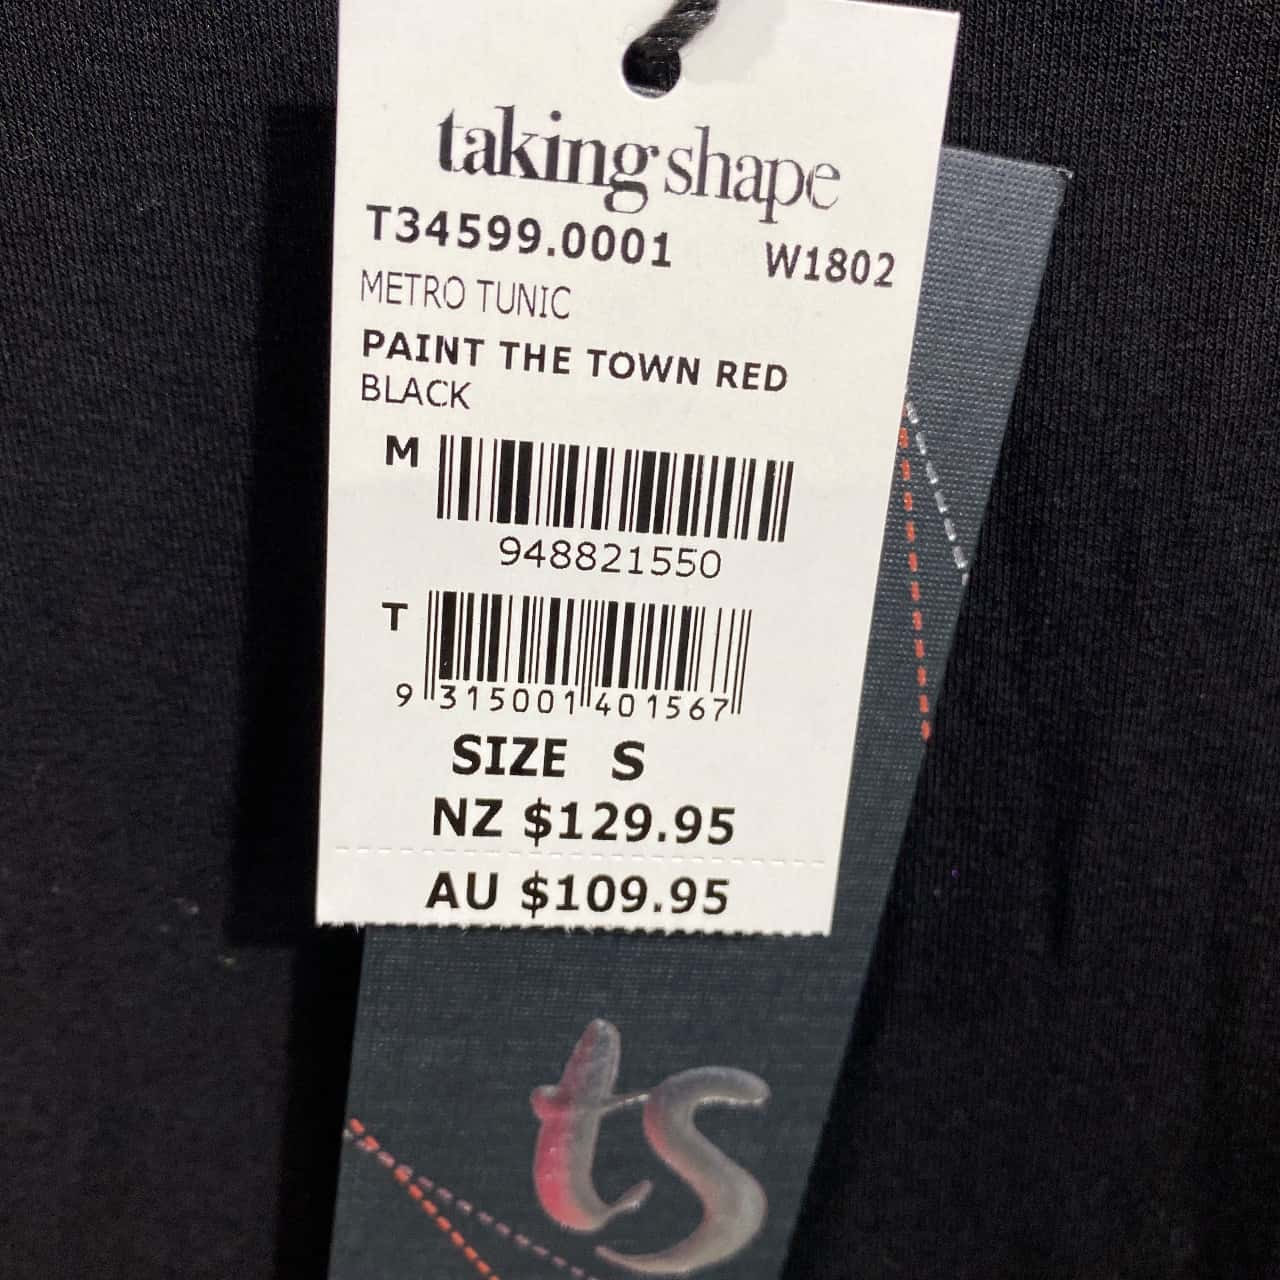 taking shape
T34599.0001 W1802
METRO TUNIC
PAINT THE TOWN RED
BLACK
M
948821550
T
9 315001 401567
SIZE S
NZ $129.95
AU $109.95
ts